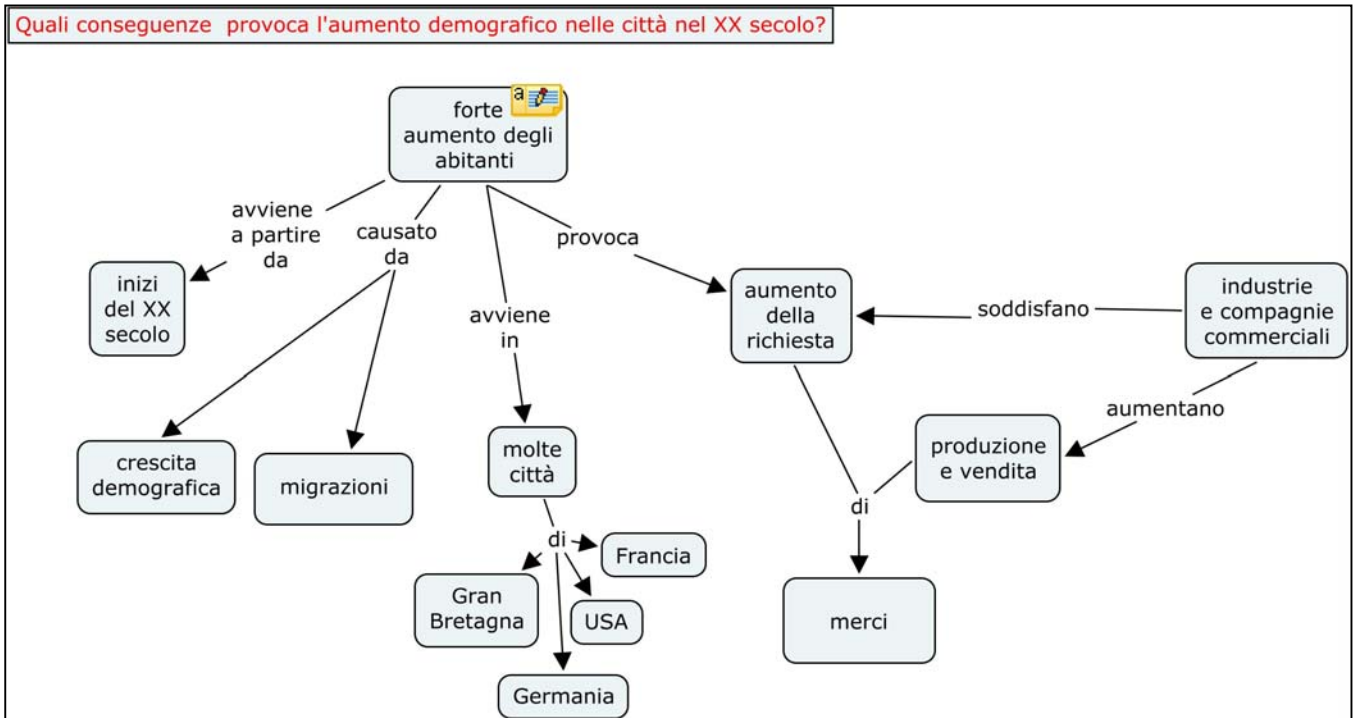 Quali conseguenze  provoca l'aumento demografico nelle città nel XX secolo?
a
forte
aumento degli
abitanti
avviene
a partire
da
causato
da
provoca
inizi
del XX
secolo
avviene
in
aumento
della
richiesta
soddisfano
industrie
e compagnie
commerciali
aumentano
crescita
demografica
migrazioni
molte
città
produzione
e vendita
di
di
Francia
Gran
Bretagna
USA
merci
Germania